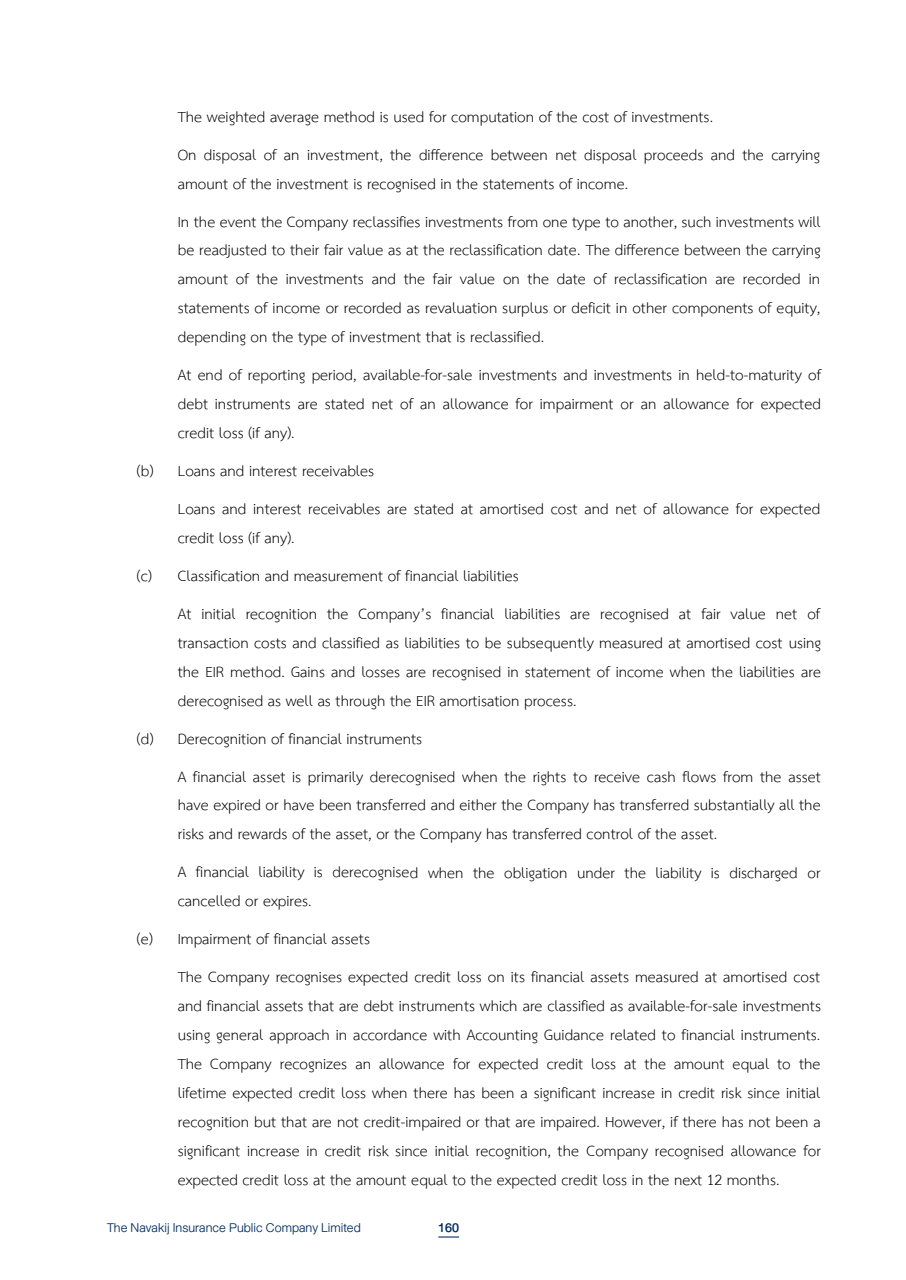 The weighted average method is used for computation of the cost of investments.
On disposal of an investment, the difference between net disposal proceeds and the carrying
amount of the investment is recognised in the statements of income.
In the event the Company reclassifies investments from one type to another, such investments will
be readjusted to their fair value as at the reclassification date. The difference between the carrying
amount of the investments and the fair value on the date of reclassification are recorded in
statements of income or recorded as revaluation surplus or deficit in other components of equity,
depending on the type of investment that is reclassified.
At end of reporting period, available-for-sale investments and investments in held-to-maturity of
debt instruments are stated net of an allowance for impairment or an allowance for expected
credit loss (if any).
(b) Loans and interest receivables
Loans and interest receivables are stated at amortised cost and net of allowance for expected
credit loss (if any).
(c) Classification and measurement of financial liabilities
At initial recognition the Company's financial liabilities are recognised at fair value net of
transaction costs and classified as liabilities to be subsequently measured at amortised cost using
the EIR method. Gains and losses are recognised in statement of income when the liabilities are
derecognised as well as through the EIR amortisation process.
(d) Derecognition of financial instruments
A financial asset is primarily derecognised when the rights to receive cash flows from the asset
have expired or have been transferred and either the Company has transferred substantially all the
risks and rewards of the asset, or the Company has transferred control of the asset.
A financial liability is derecognised when the obligation under the liability is discharged or
cancelled or expires.
(e) Impairment of financial assets
The Company recognises expected credit loss on its financial assets measured at amortised cost
and financial assets that are debt instruments which are classified as available-for-sale investments
using general approach in accordance with Accounting Guidance related to financial instruments.
The Company recognizes an allowance for expected credit loss at the amount equal to the
lifetime expected credit loss when there has been a significant increase in credit risk since initial
recognition but that are not credit-impaired or that are impaired. However, if there has not been a
significant increase in credit risk since initial recognition, the Company recognised allowance for
expected credit loss at the amount equal to the expected credit loss in the next 12 months.
The Navakij Insurance Public Company Limited 160